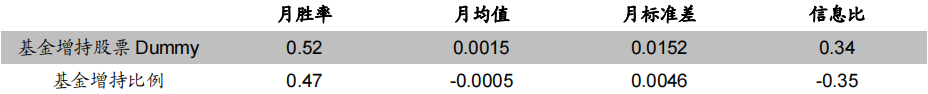 月胜率 月均值 月标准差 信息比
基金增持股票 Dummy 0.52 0.0015 0.0152 0.34
基金增持比例 0.47 -0.0005 0.0046 -0.35